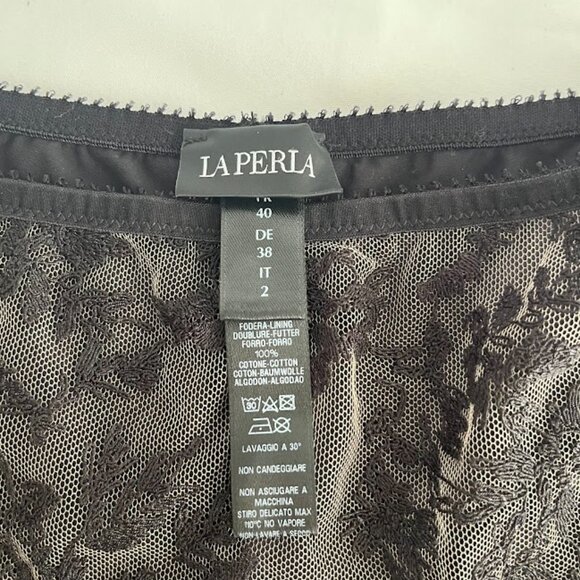 LA PERLA
FR
40
DE
38
IT
2
FODERA-LINING
DOUBLURE-FUTTER
FORRO-FORRO
100%
COTONE-COTTON
COTON-BAUMWOLLE
ALGODON-ALGODAO
30
LAVAGGIO A 30°
NON CANDEGGIARE
NON ASCIUGARE A
MACCHINA
STIRO DELICATO MAX
110°C NO VAPORE
NON LAVARE A SECCO